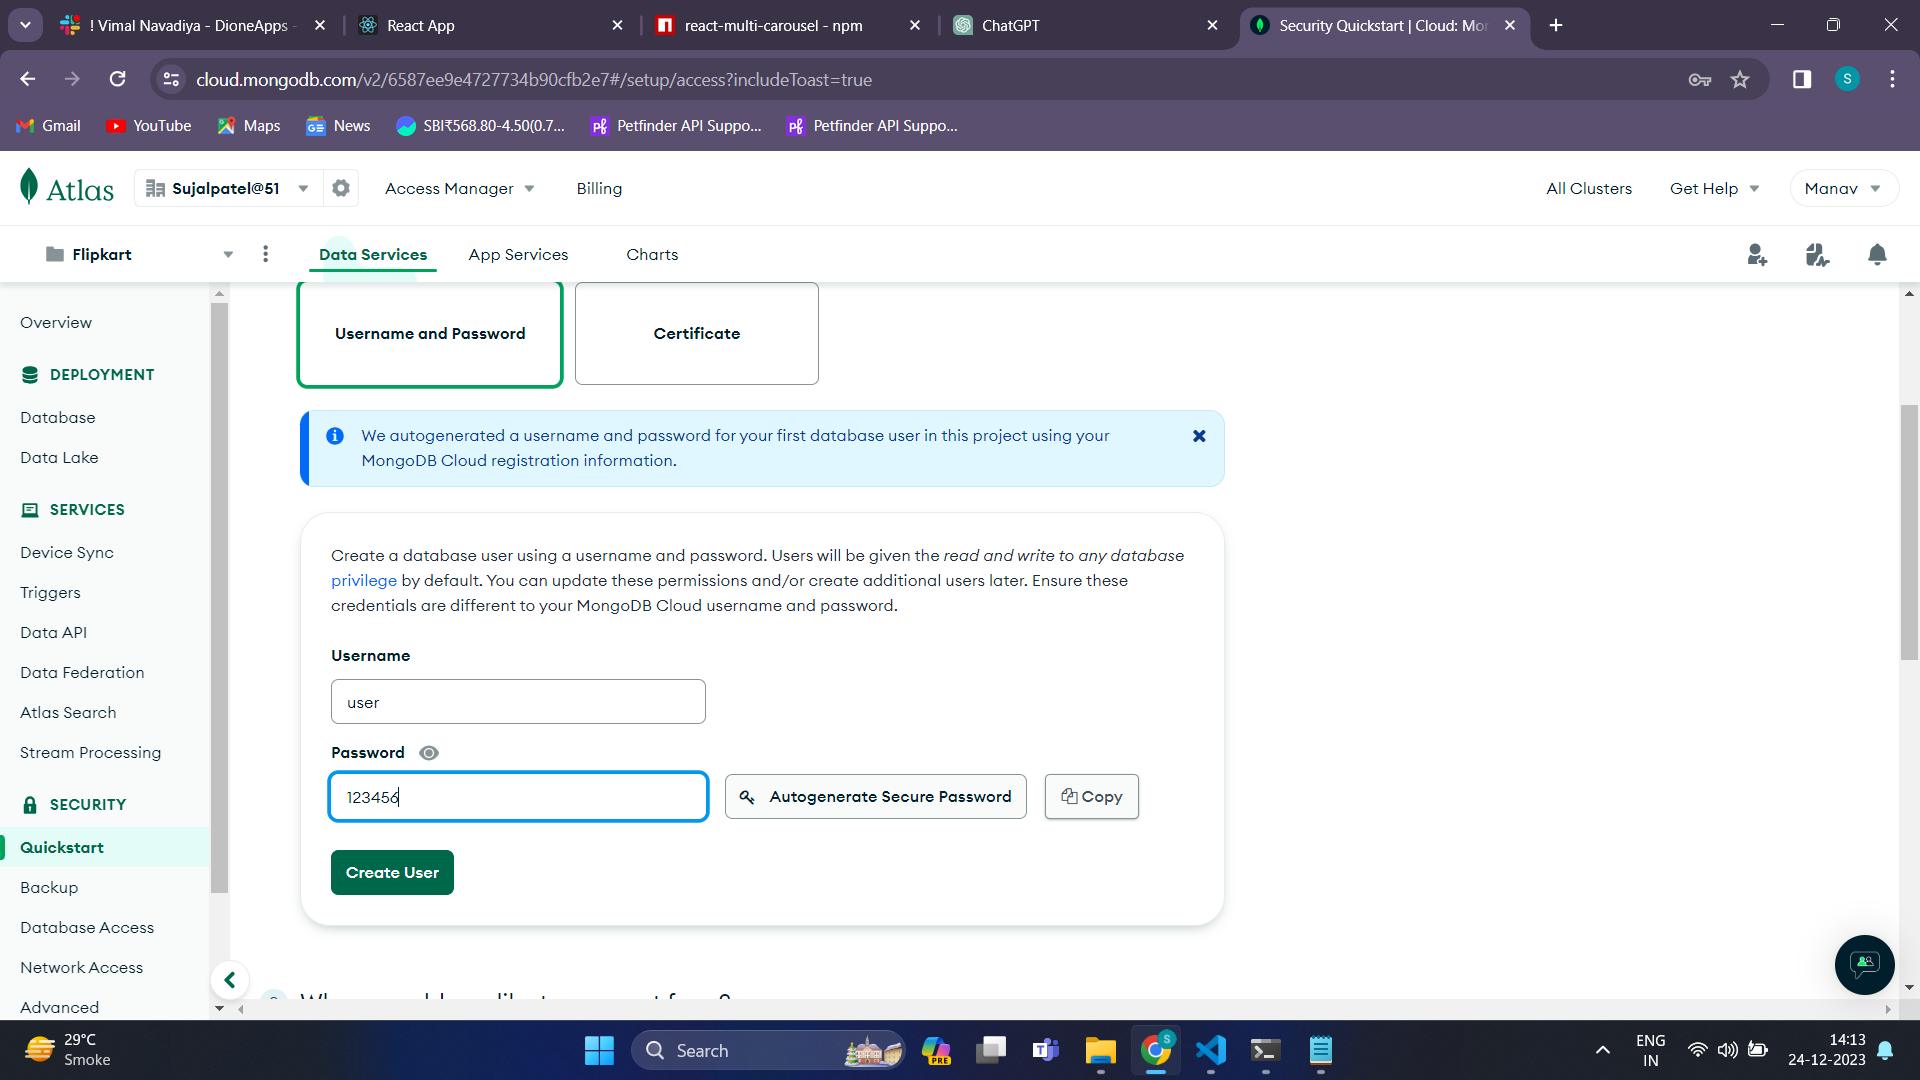 ! Vimal Navadiya - DioneApps -
React App
react-multi-carousel - npm
ChatGPT
Security Quickstart | Cloud: Mon
cloud.mongodb.com/v2/6587ee9e4727734b90cfb2e7#/setup/access?includeToast=true
S
Gmail
YouTube
Maps
News
SBI₹568.80-4.50(0.7...
Petfinder API Suppo...
Petfinder API Suppo...
Atlas
Sujalpatel@51
Access Manager
Billing
All Clusters
Get Help
Manav
Flipkart
Data Services
App Services
Charts
Overview
DEPLOYMENT
Database
Data Lake
SERVICES
Device Sync
Triggers
Data API
Data Federation
Atlas Search
Stream Processing
SECURITY
Quickstart
Backup
Database Access
Network Access
Advanced
Username and Password
Certificate
We autogenerated a username and password for your first database user in this project using your
MongoDB Cloud registration information.
Create a database user using a username and password. Users will be given the read and write to any database
privilege by default. You can update these permissions and/or create additional users later. Ensure these
credentials are different to your MongoDB Cloud username and password.
Username
user
Password
123456
Autogenerate Secure Password
Copy
Create User
29°C
Smoke
Search
PRE
S
ENG
IN
14:13
24-12-2023